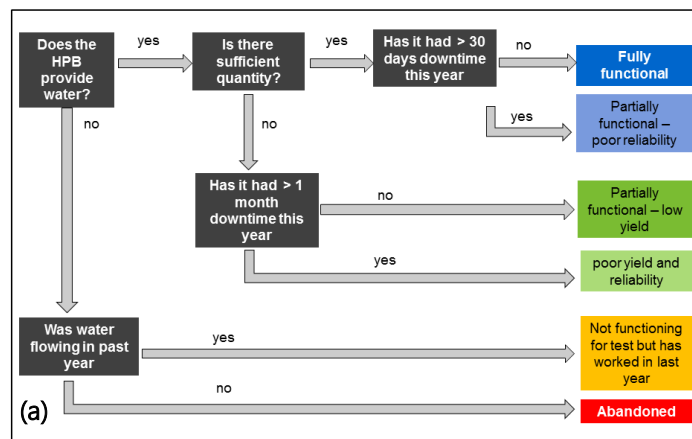 Does the
HPB
provide
water?
yes
Is there
sufficient
quantity?
yes
Has it had > 30
days downtime
this year
no
Fully
functional
yes
Partially
functional –
poor reliability
no
no
Has it had > 1
month
downtime this
year
no
Partially
functional – low
yield
yes
poor yield and
reliability
Was water
flowing in past
year
yes
Not functioning
for test but has
worked in last
year
no
Abandoned
(a)